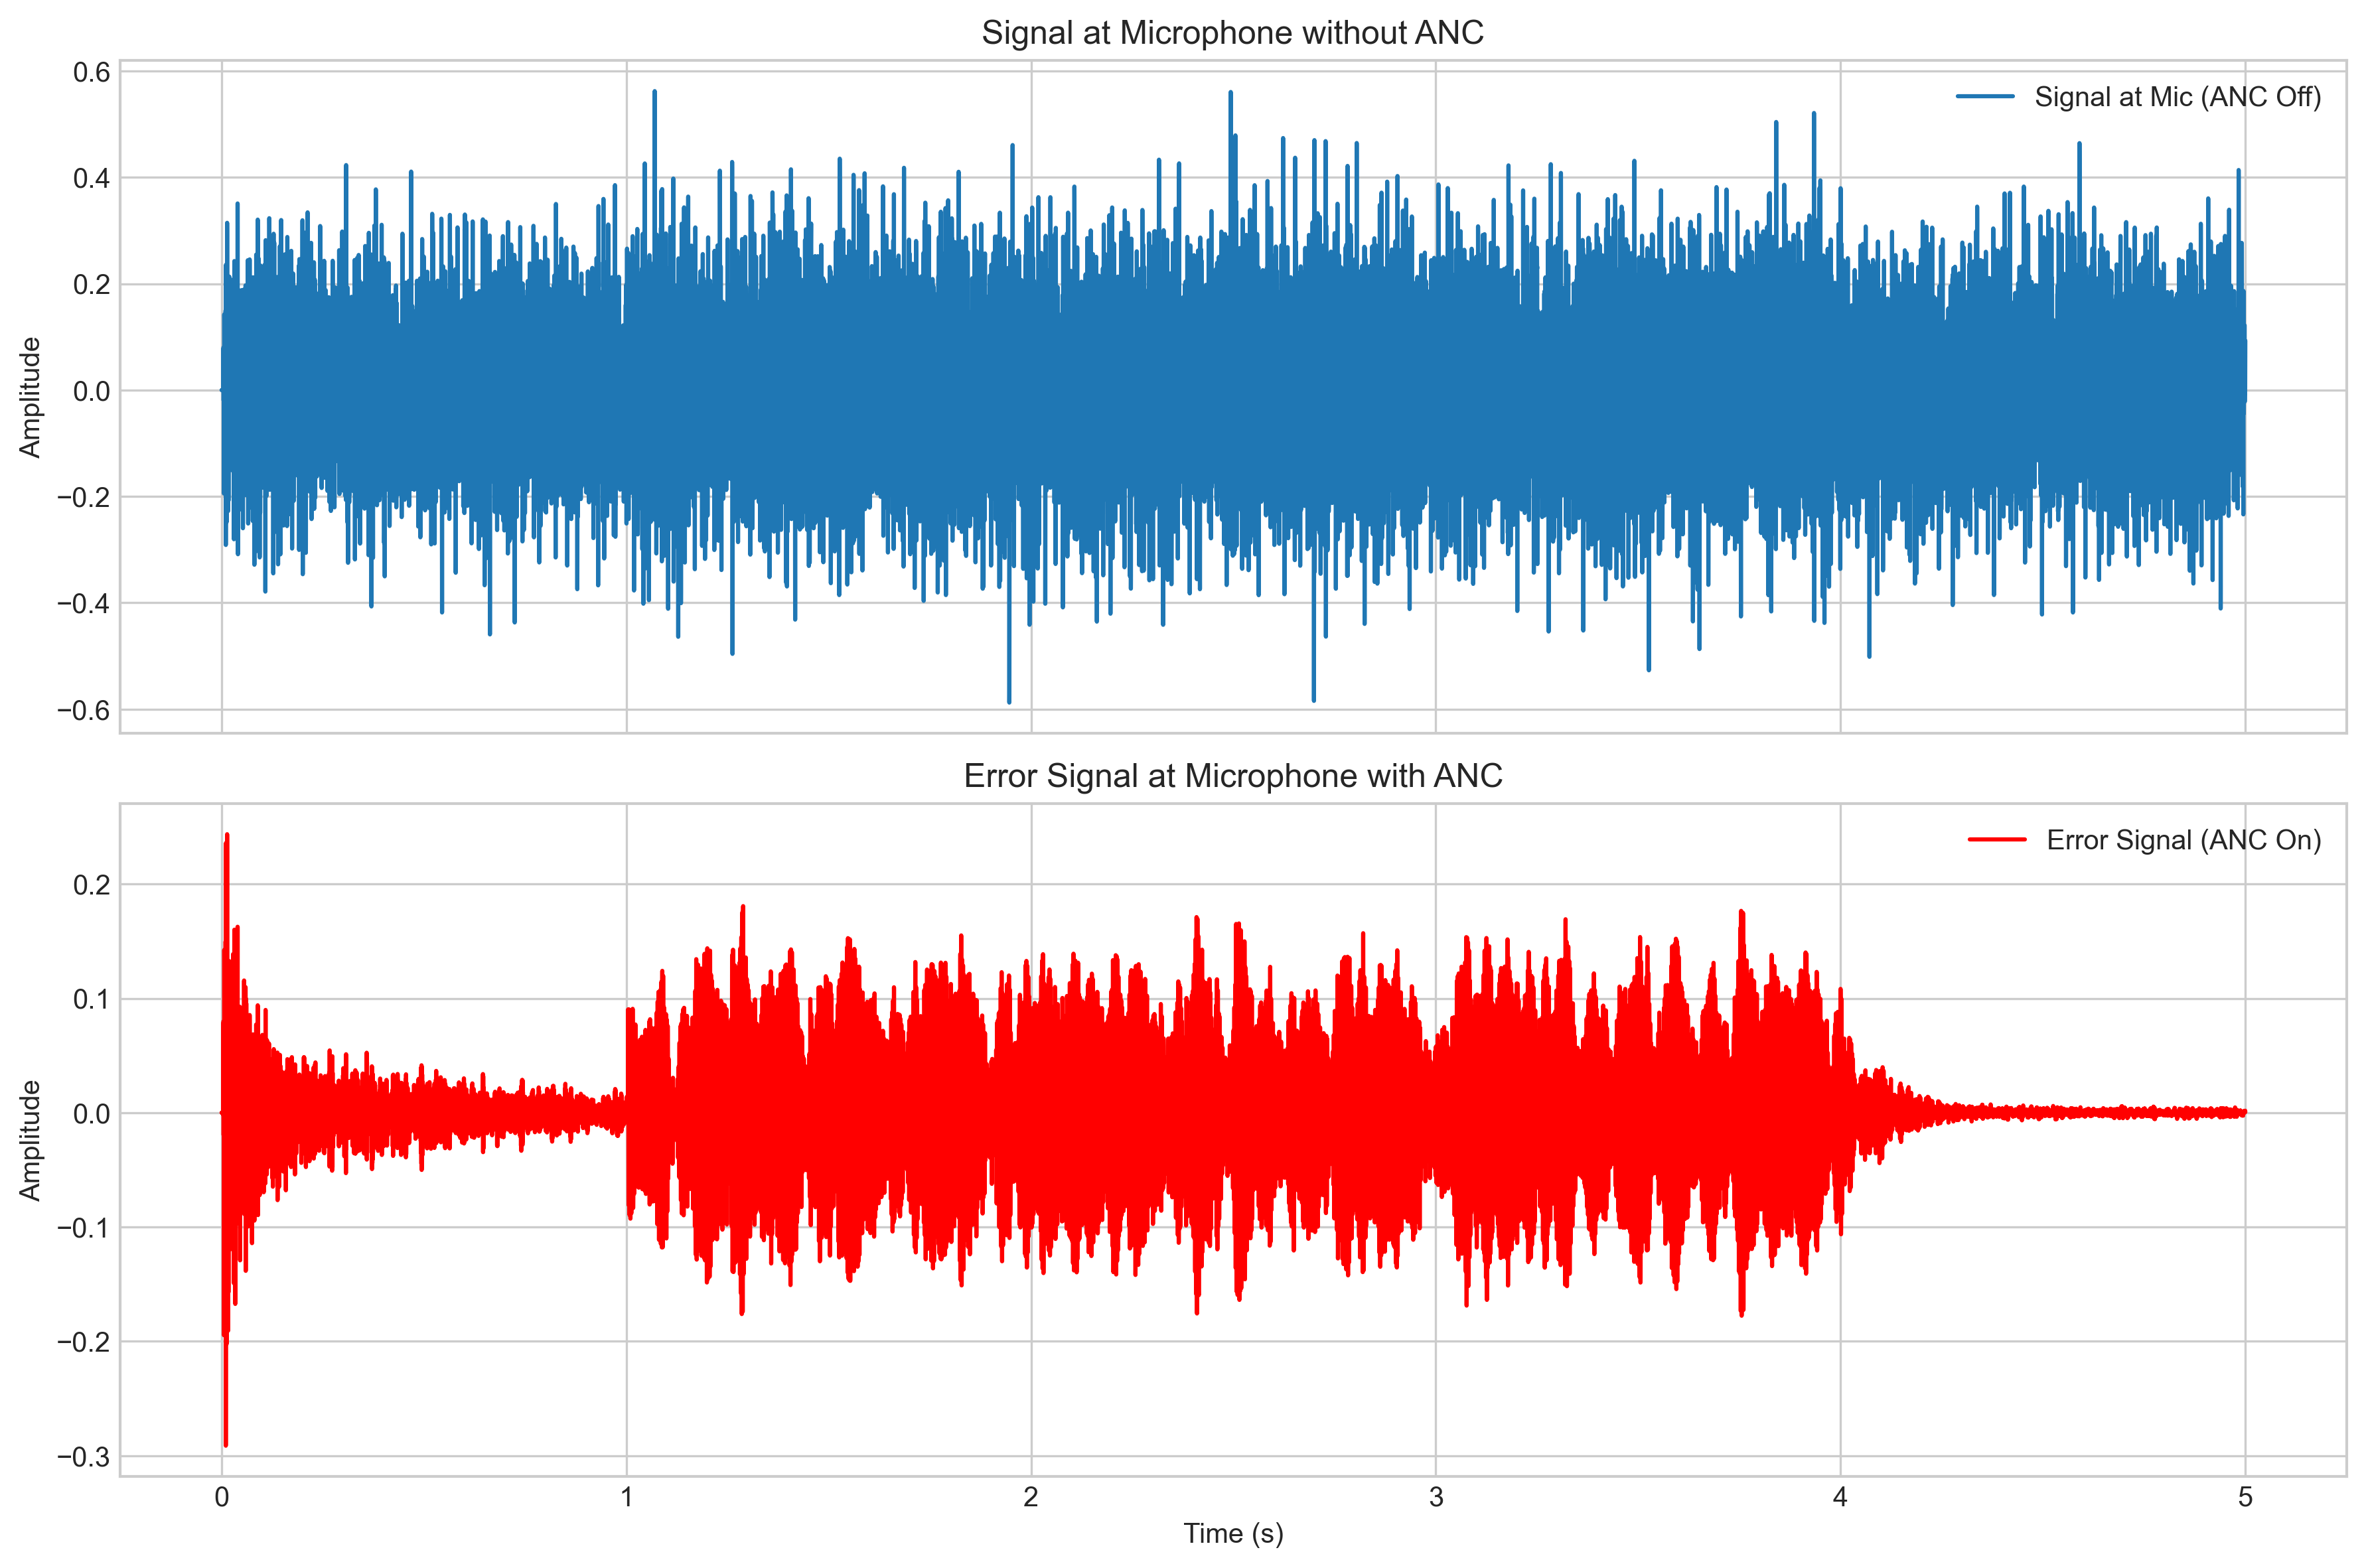 Signal at Microphone without ANC
Signal at Mic (ANC Off)
Amplitude
0.6
0.4
0.2
0.0
−0.2
−0.4
−0.6
Error Signal at Microphone with ANC
Error Signal (ANC On)
Amplitude
0.2
0.1
0.0
−0.1
−0.2
−0.3
0 1 2 3 4 5
Time (s)